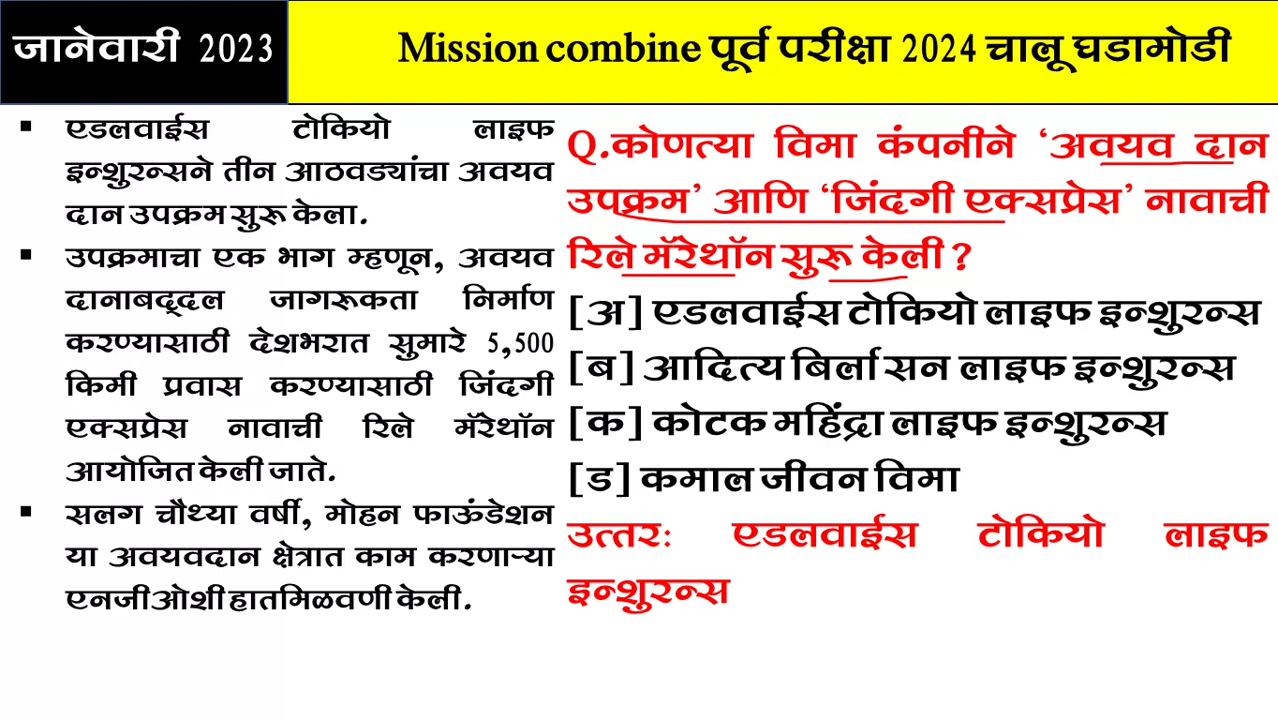 जानेवारी 2023
Mission combine पूर्व परीक्षा 2024 चालू घडामोडी
▪ एडलवाईस टोकियो लाइफ
इन्शुरन्सने तीन आठवड्यांचा अवयव
दान उपक्रम सुरू केला.
▪ उपक्रमाचा एक भाग म्हणून, अवयव
दानाबद्दल जागरूकता निर्माण
करण्यासाठी देशभरात सुमारे 5,500
किमी प्रवास करण्यासाठी जिंदगी
एक्सप्रेस नावाची रिले मॅरेथॉन
आयोजित केली जाते.
▪ सलग चौथ्या वर्षी, मोहन फाऊंडेशन
या अवयवदान क्षेत्रात काम करणाऱ्या
एनजीओशी हातमिळवणी केली.
Q.कोणत्या विमा कंपनीने ‘अवयव दान
उपक्रम’ आणि ‘जिंदगी एक्सप्रेस’ नावाची
रिले मॅरेथॉन सुरू केली?
[अ] एडलवाईस टोकियो लाइफ इन्शुरन्स
[ब] आदित्य बिर्ला सन लाइफ इन्शुरन्स
[क] कोटक महिंद्रा लाइफ इन्शुरन्स
[ड] कमाल जीवन विमा
उत्तर: एडलवाईस टोकियो लाइफ
इन्शुरन्स